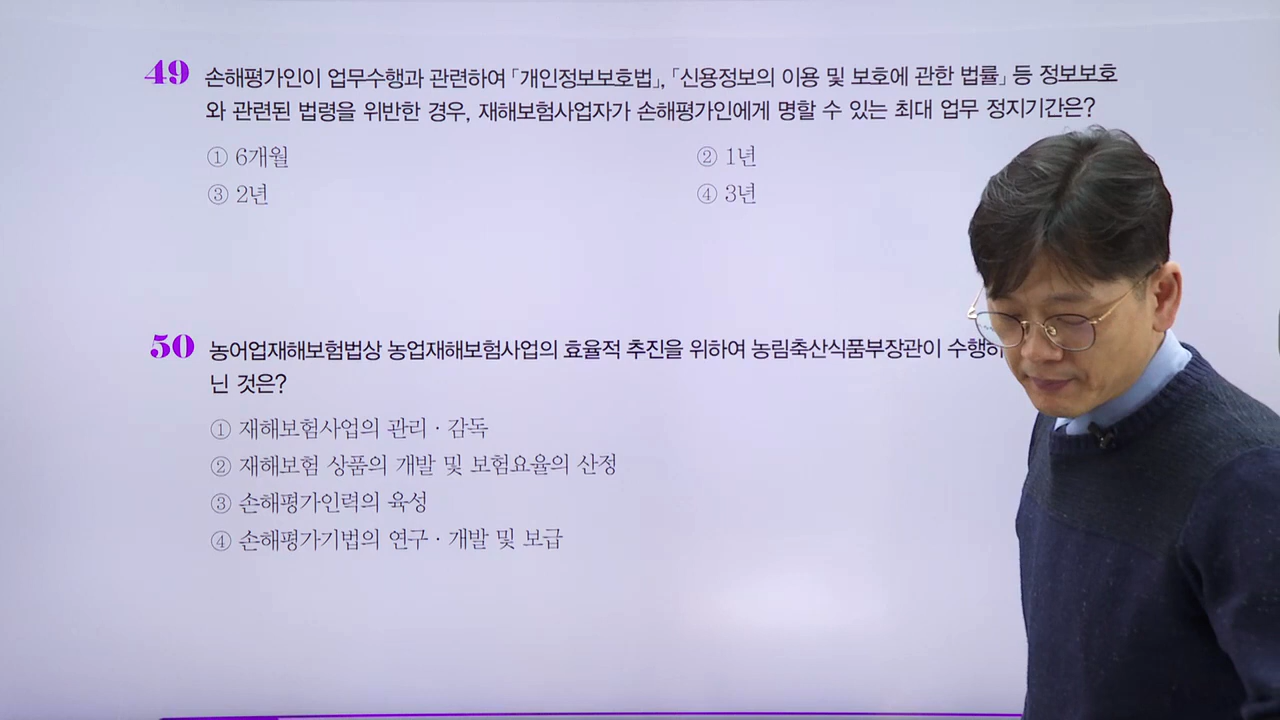 49 손해평가인이 업무수행과 관련하여 「개인정보보호법」, 「신용정보의 이용 및 보호에 관한 법률」 등 정보보호
와 관련된 법령을 위반한 경우, 재해보험사업자가 손해평가인에게 명할 수 있는 최대 업무 정지기간은?
① 6개월 ② 1년
③ 2년 ④ 3년
50 농어업재해보험법상 농업재해보험사업의 효율적 추진을 위하여 농림축산식품부장관이
닌 것은?
① 재해보험사업의 관리 · 감독
② 재해보험 상품의 개발 및 보험요율의 산정
③ 손해평가인력의 육성
④ 손해평가기법의 연구 · 개발 및 보급